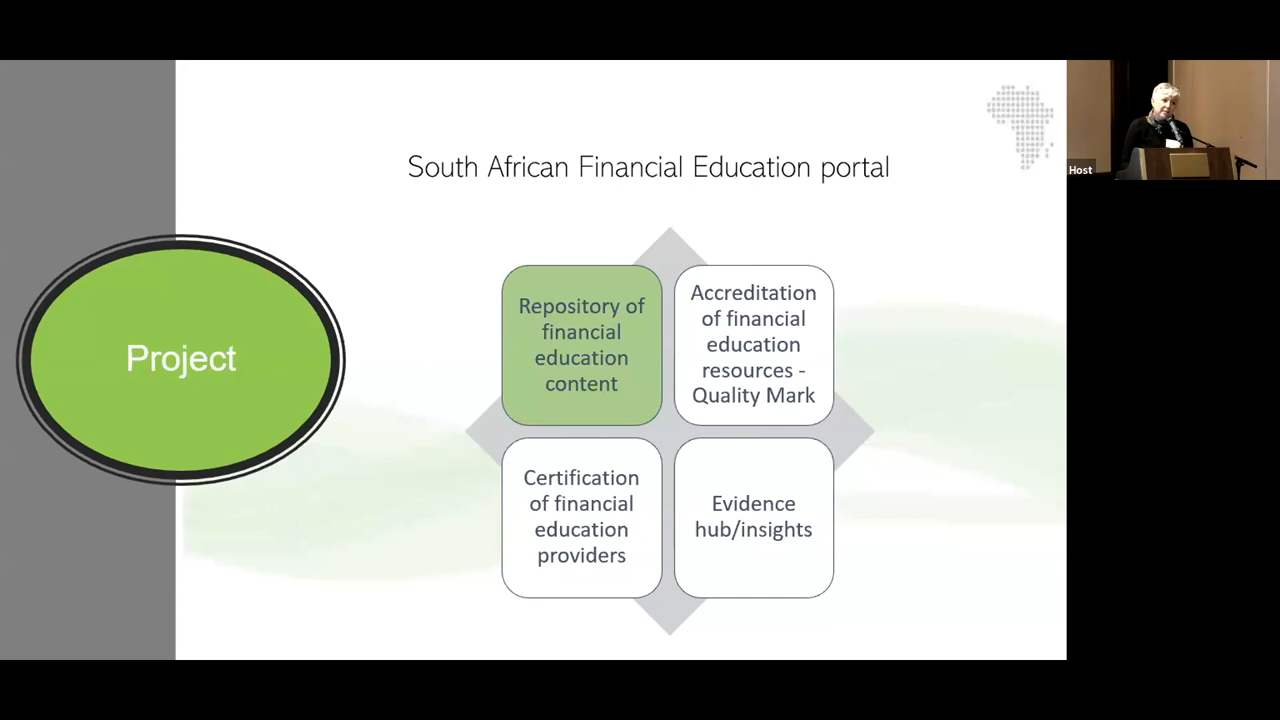 South African Financial Education portal
Host
Project
Repository of
financial
education
content
Accreditation
of financial
education
resources -
Quality Mark
Certification
of financial
education
providers
Evidence
hub/insights